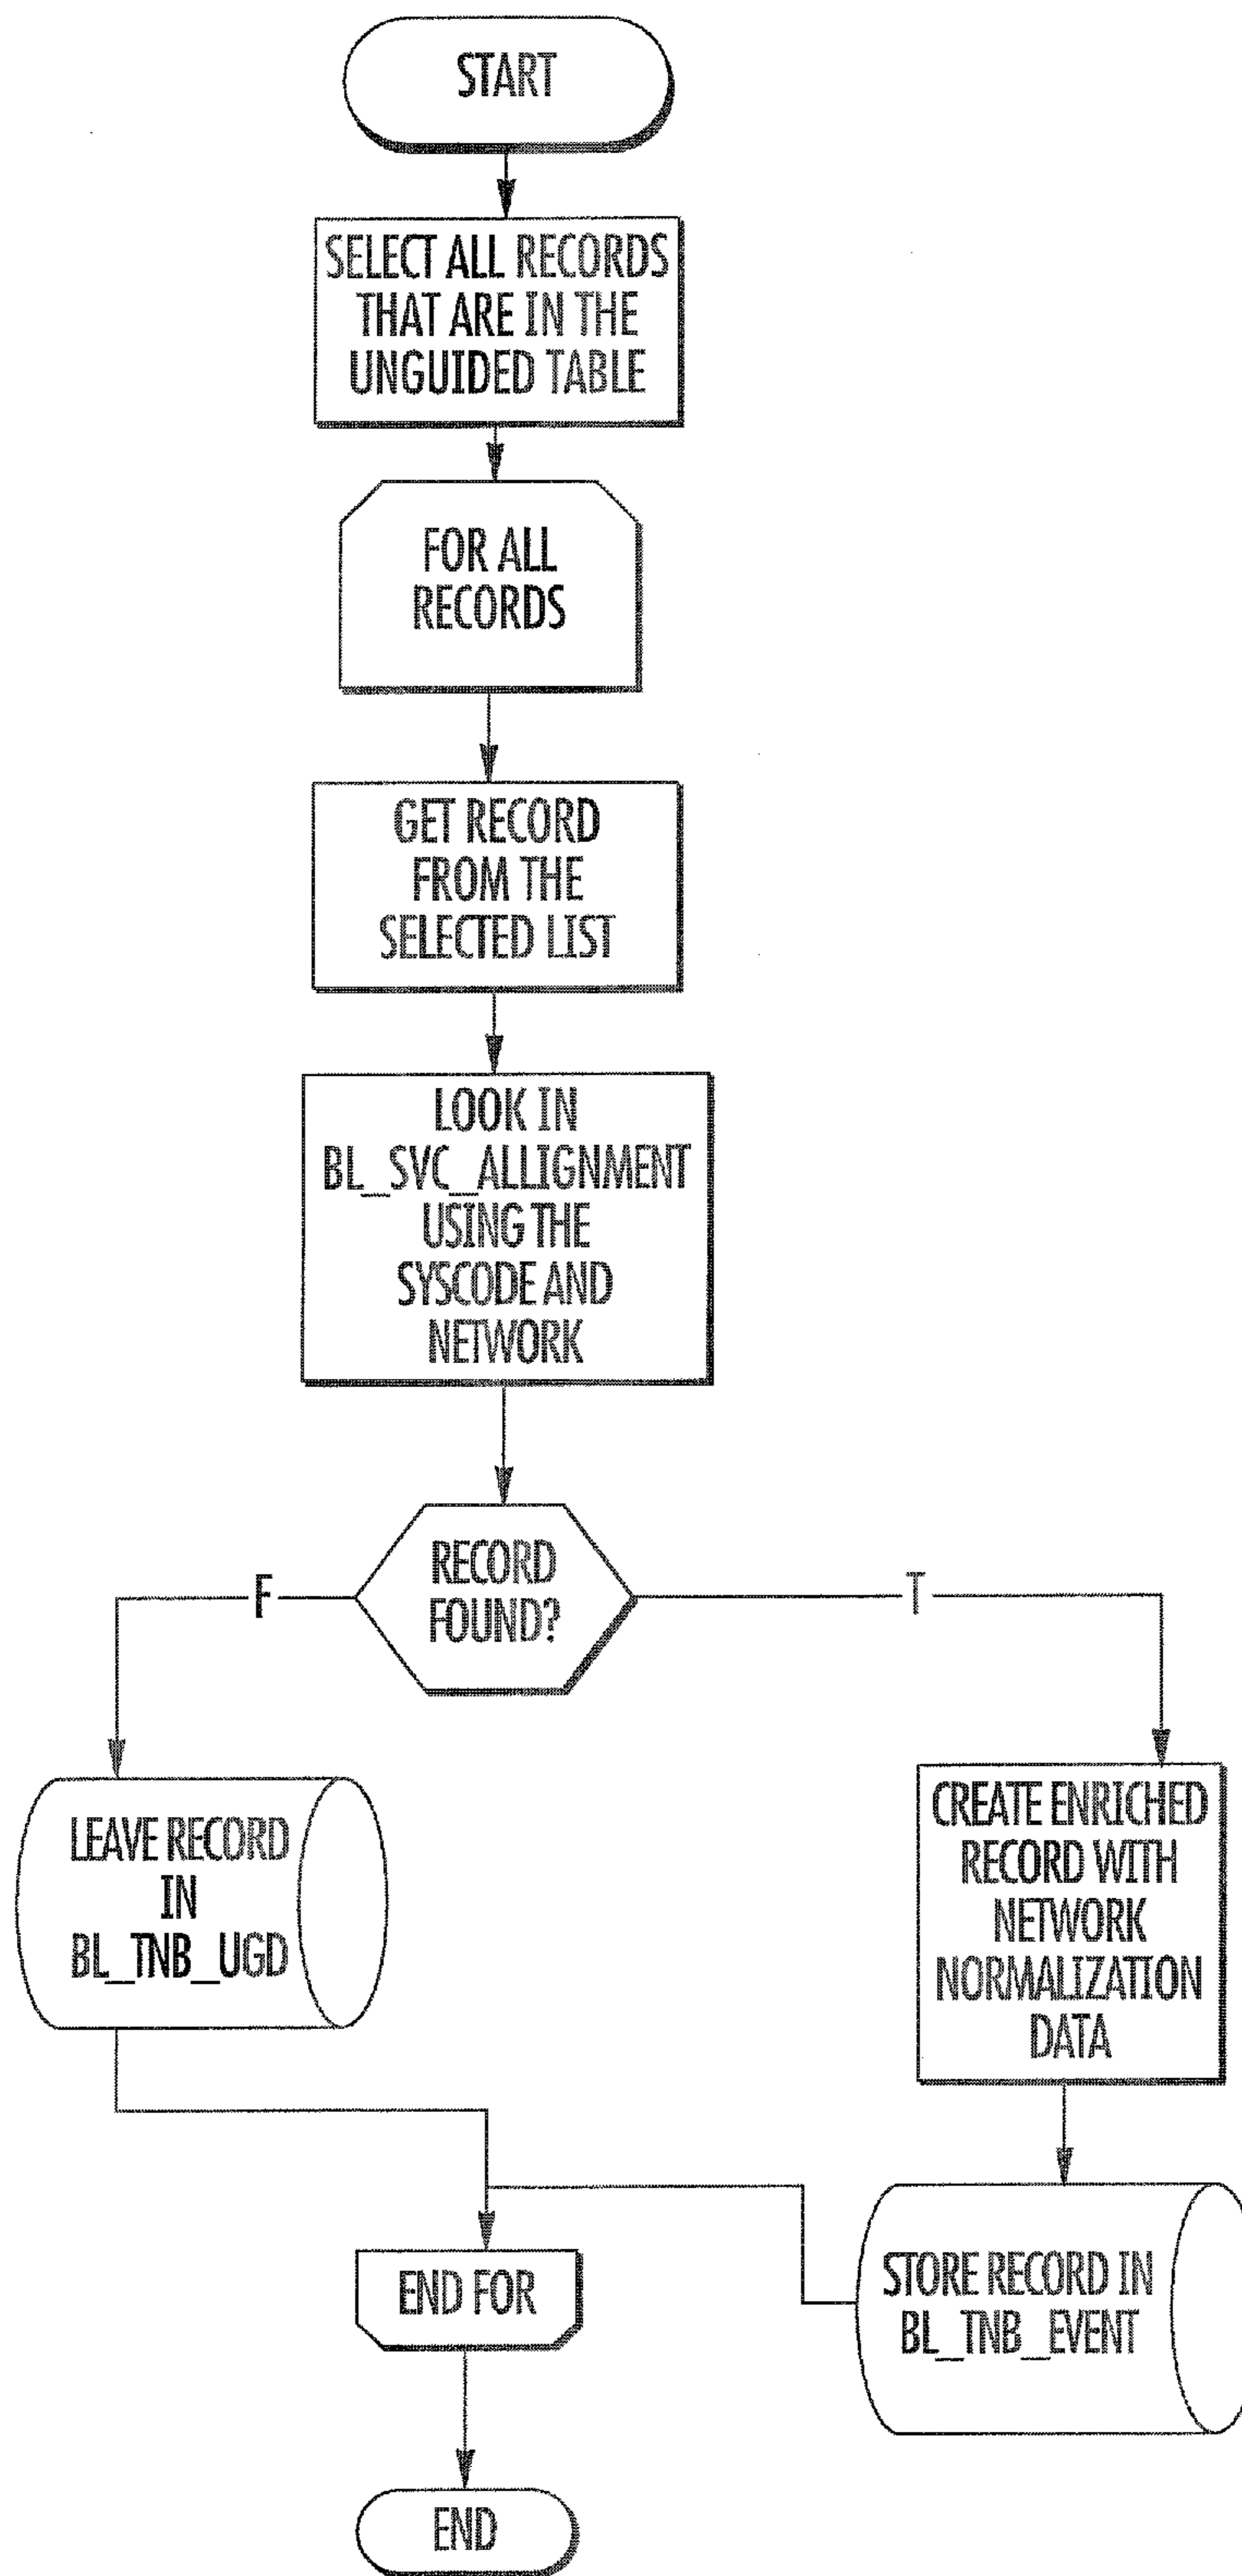 START
SELECT ALL RECORDS
THAT ARE IN THE
UNGUIDED TABLE
FOR ALL
RECORDS
GET RECORD
FROM THE
SELECTED LIST
LOOK IN
BL_SVC_ALLIGNMENT
USING THE
SYSCODE AND
NETWORK
RECORD
FOUND?
F
T
LEAVE RECORD
IN
BL_TNB_UGD
CREATE ENRICHED
RECORD WITH
NETWORK
NORMALIZATION
DATA
STORE RECORD IN
BL_TNB_EVENT
END FOR
END